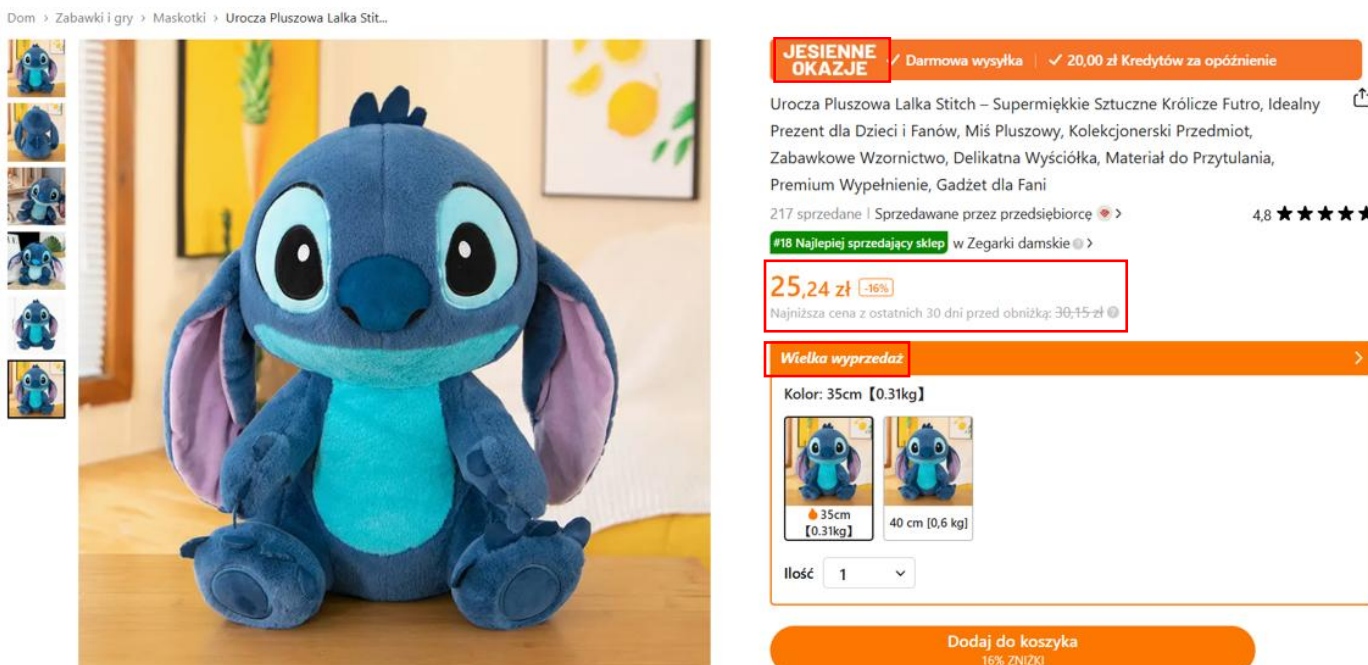 Dom > Zabawki i gry > Maskotki > Urocza Pluszowa Lalka Stit...
JESIENNE
OKAZJE
✓ Darmowa wysyłka | ✓ 20,00 zł Kredytów za opóźnienie
Urocza Pluszowa Lalka Stitch – Supermiękkie Sztuczne Królicze Futro, Idealny
Prezent dla Dzieci i Fanów, Miś Pluszowy, Kolekcjonerski Przedmiot,
Zabawkowe Wzornictwo, Delikatna Wyściółka, Materiał do Przytulania,
Premium Wypełnienie, Gadżet dla Fani
217 sprzedane | Sprzedawane przez przedsiębiorcę >
4,8 ★★★★★
#18 Najlepiej sprzedający sklep w Zegarki damskie >
25,24 zł -16%
Najniższa cena z ostatnich 30 dni przed obniżką: 30,15 zł
Wielka wyprzedaż >
Kolor: 35cm【0.31kg】
35cm
【0.31kg】
40 cm [0,6 kg]
Ilość 1
Dodaj do koszyka
16% ZNIŻKI